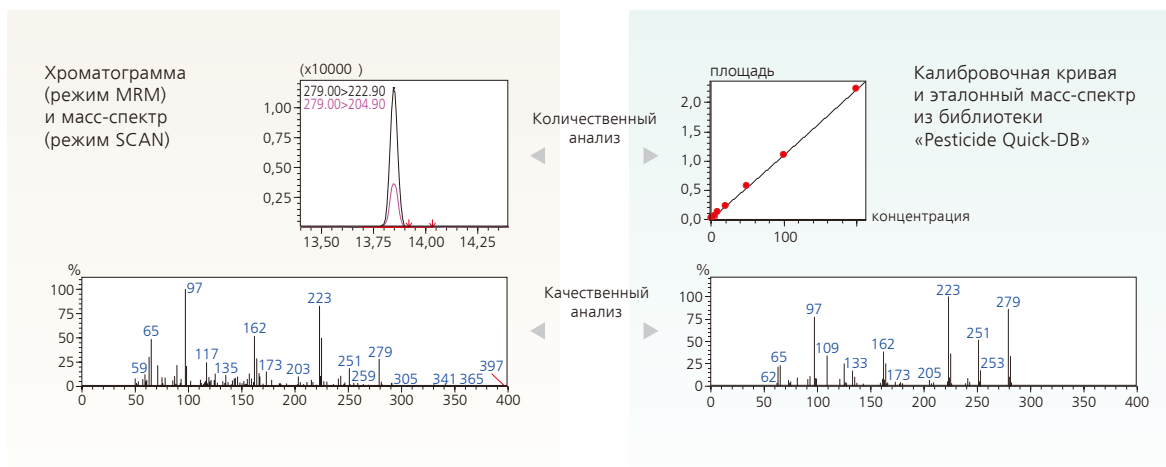 Хроматограмма
(режим MRM)
и масс-спектр
(режим SCAN)
(x10000 )
279.00>222.90
279.00>204.90
1,00
0,75
0,50
0,25
13,50 13,75 14,00 14,25
Количественный
анализ
площадь
2,0
1,5
1,0
0,5
0,0
0 100
концентрация
Калибровочная кривая
и эталонный масс-спектр
из библиотеки
«Pesticide Quick-DB»
%
100
75
50
25
0
59 65 97 117 135 162 173 203 223 251 259 279 305 341 365 397
0 50 100 150 200 250 300 350 400
Качественный
анализ
%
100
75
50
25
0
62 65 97 109 133 162 173 205 223 251 253 279
0 50 100 150 200 250 300 350 400